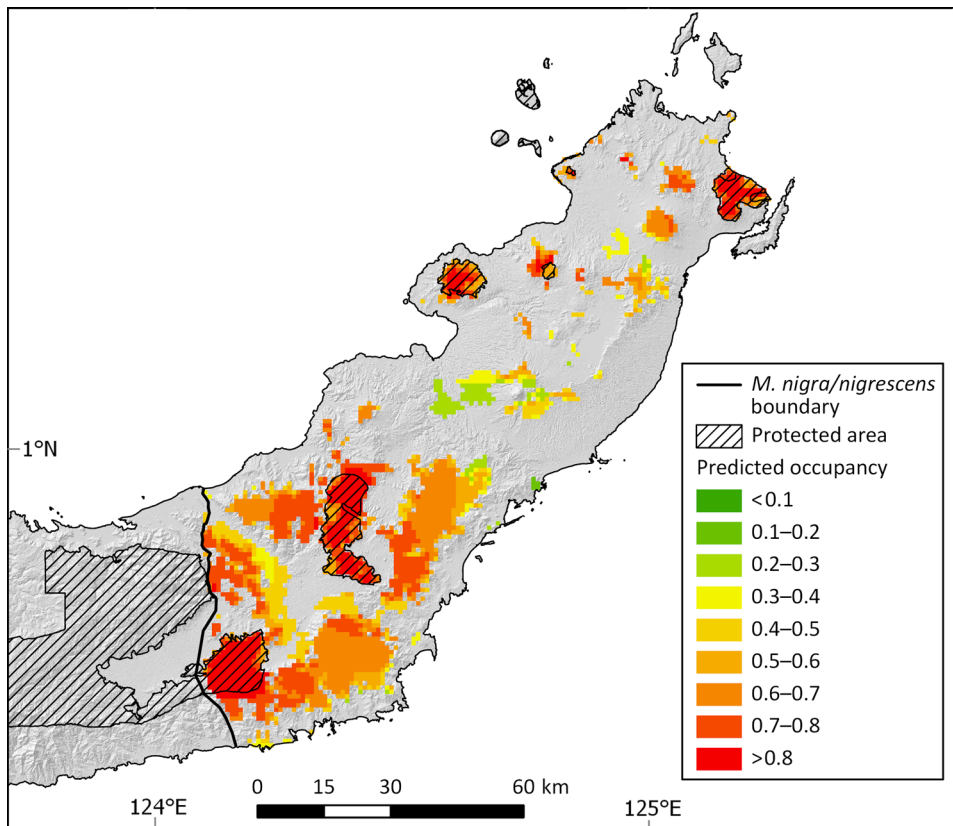 M. nigra/nigrescens
boundary
Protected area
1°N
Predicted occupancy
<0.1
0.1–0.2
0.2–0.3
0.3–0.4
0.4–0.5
0.5–0.6
0.6–0.7
0.7–0.8
>0.8
0 15 30 60 km
124°E 125°E